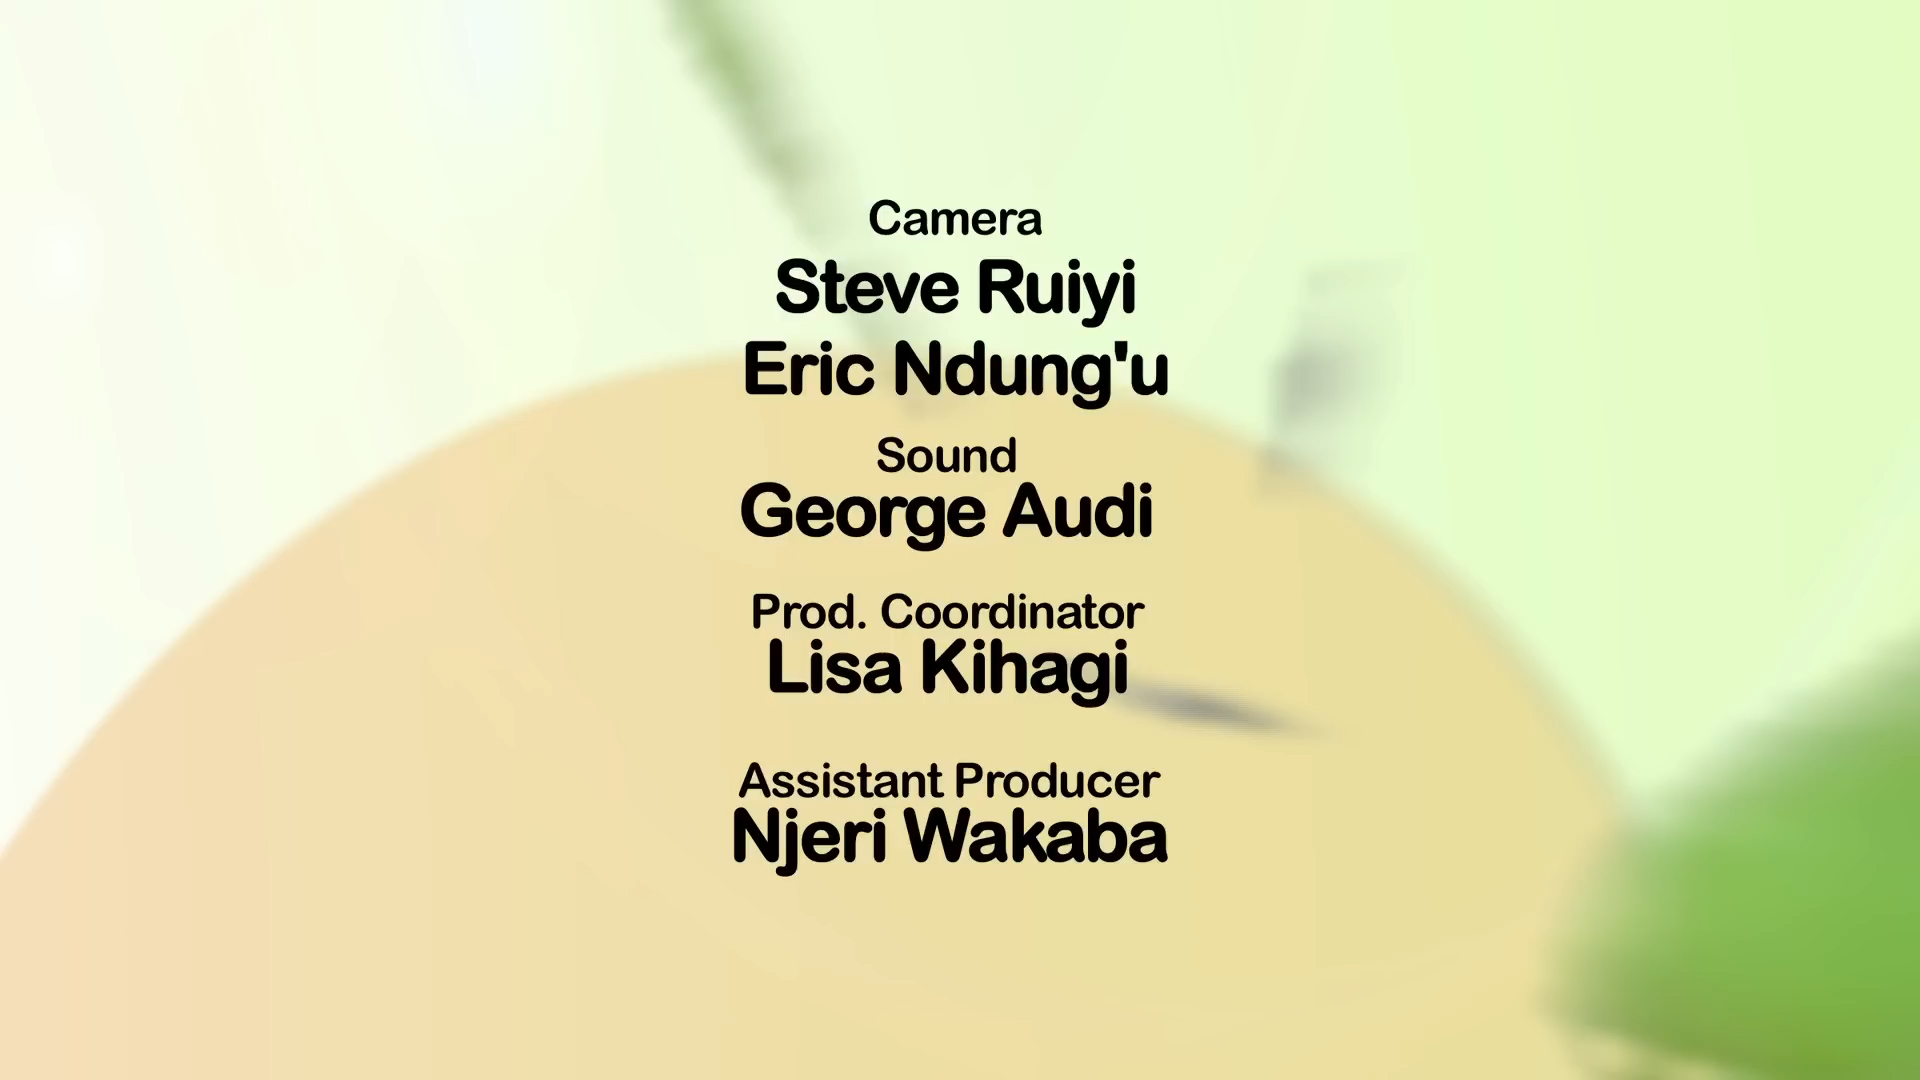 Camera
Steve Ruiyi
Eric Ndung'u
Sound
George Audi
Prod. Coordinator
Lisa Kihagi
Assistant Producer
Njeri Wakaba